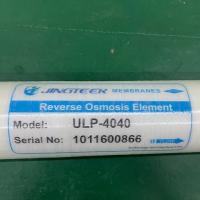 JINGTEEK MEMBRANES
Reverse Osmosis Element
Model: ULP-4040
Serial No: 1011600866